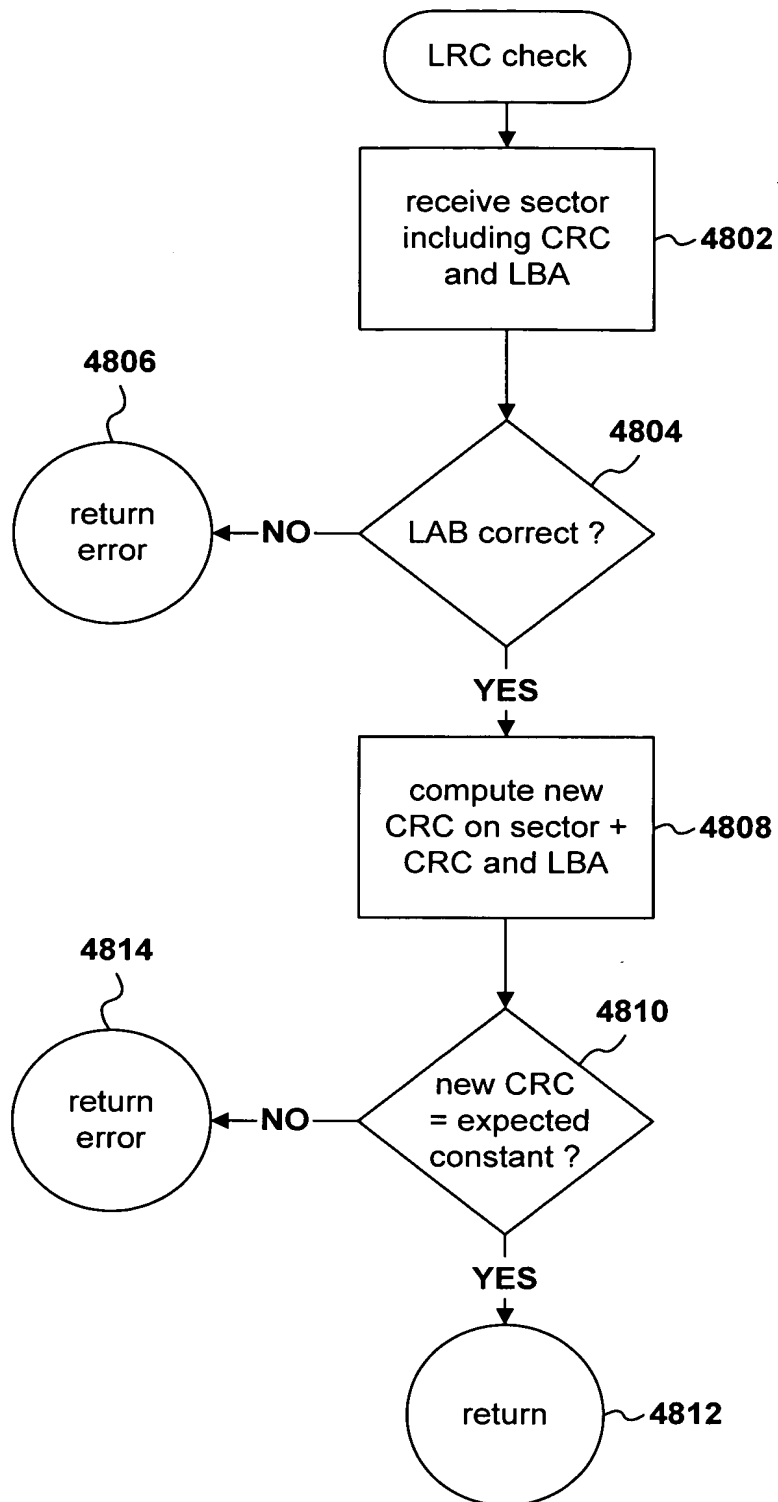 LRC check
receive sector
including CRC
and LBA
4802
4806
4804
return
error
NO
LAB correct ?
YES
compute new
CRC on sector +
CRC and LBA
4808
4814
4810
return
error
NO
new CRC
= expected
constant ?
YES
return
4812